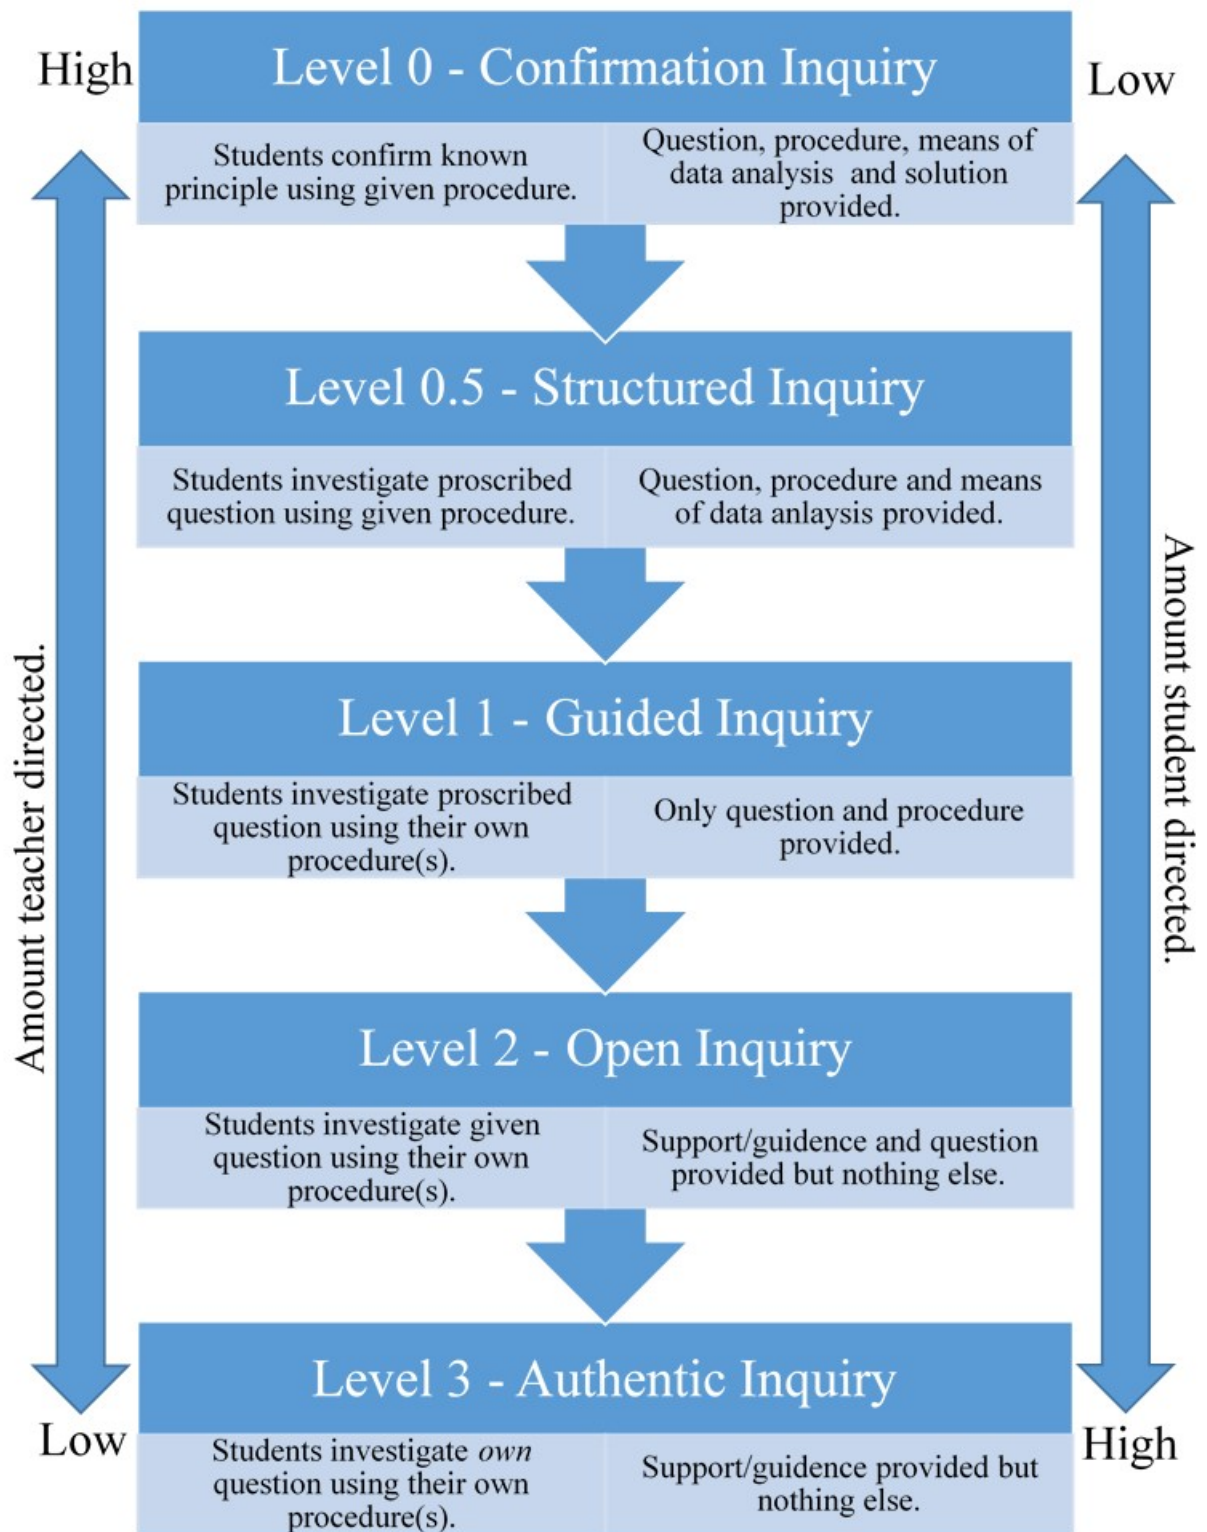 High
Level 0 - Confirmation Inquiry
Low
Students confirm known
principle using given procedure.
Question, procedure, means of
data analysis and solution
provided.
Level 0.5 - Structured Inquiry
Students investigate proscribed
question using given procedure.
Question, procedure and means
of data anlaysis provided.
Level 1 - Guided Inquiry
Students investigate proscribed
question using their own
procedure(s).
Only question and procedure
provided.
Level 2 - Open Inquiry
Students investigate given
question using their own
procedure(s).
Support/guidence and question
provided but nothing else.
Level 3 - Authentic Inquiry
Students investigate own
question using their own
procedure(s).
Support/guidence provided but
nothing else.
Low
High
Amount teacher directed.
Amount student directed.